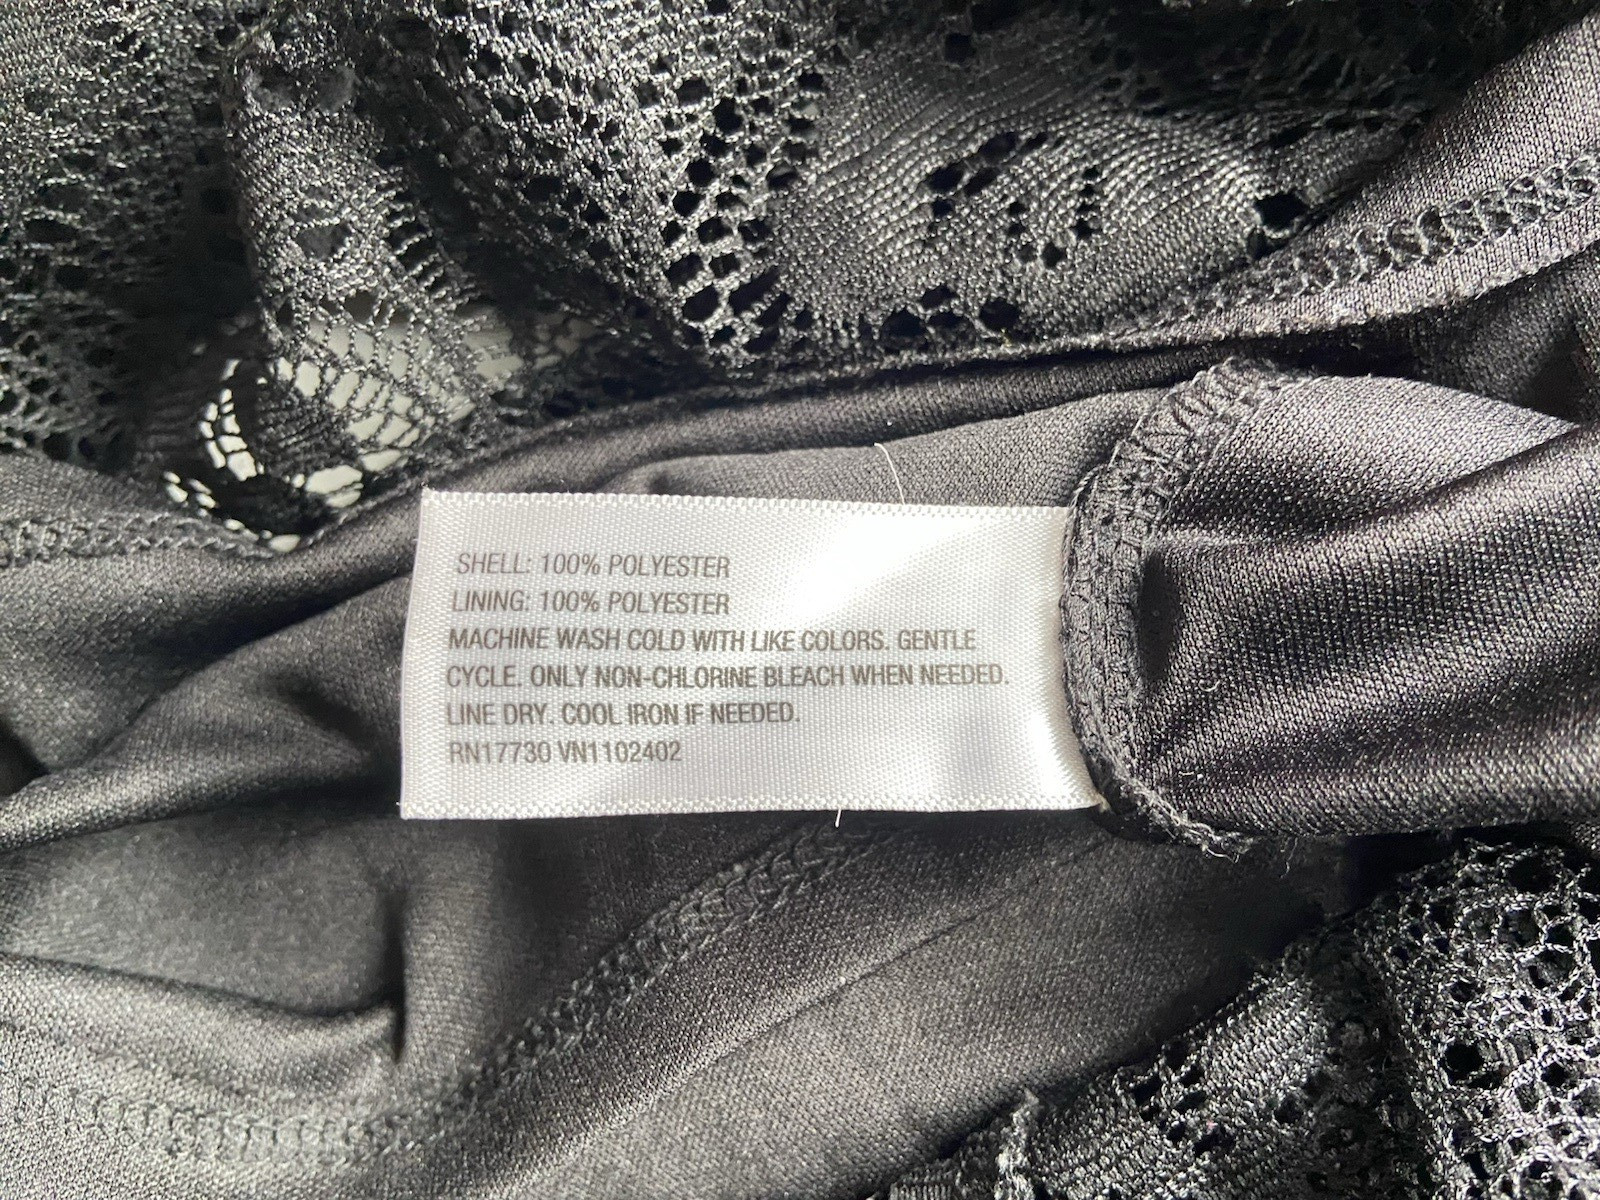 SHELL: 100% POLYESTER
LINING: 100% POLYESTER
MACHINE WASH COLD WITH LIKE COLORS. GENTLE
CYCLE. ONLY NON-CHLORINE BLEACH WHEN NEEDED.
LINE DRY. COOL IRON IF NEEDED.
RN17730 VN1102402